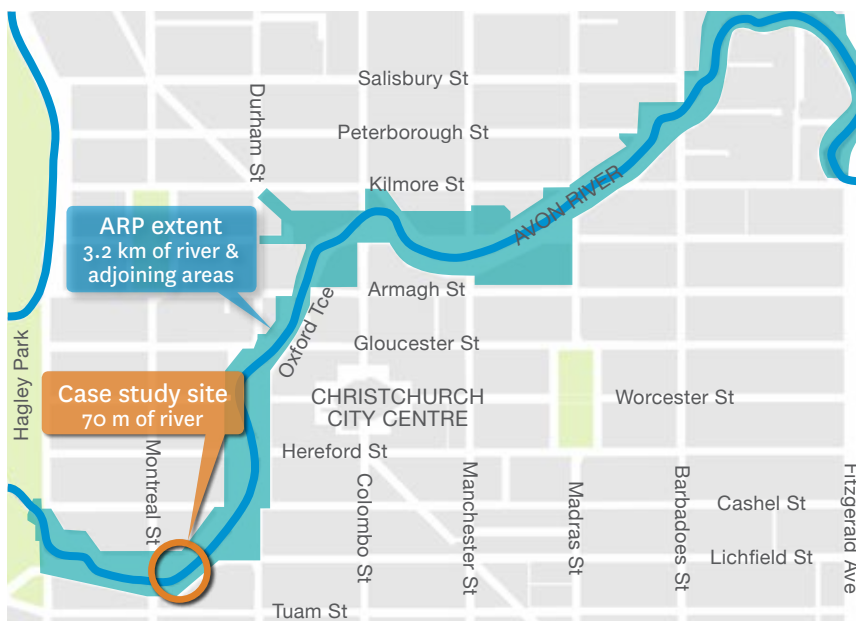 Salisbury St
Durham St
Peterborough St
Kilmore St
AVON RIVER
ARP extent
3.2 km of river &
adjoining areas
Armagh St
Oxford Tce
Gloucester St
Hagley Park
Case study site
70 m of river
CHRISTCHURCH
CITY CENTRE
Worcester St
Hereford St
Montreal St
Colombo St
Manchester St
Madras St
Barbadoes St
Fitzgerald Ave
Cashel St
Lichfield St
Tuam St